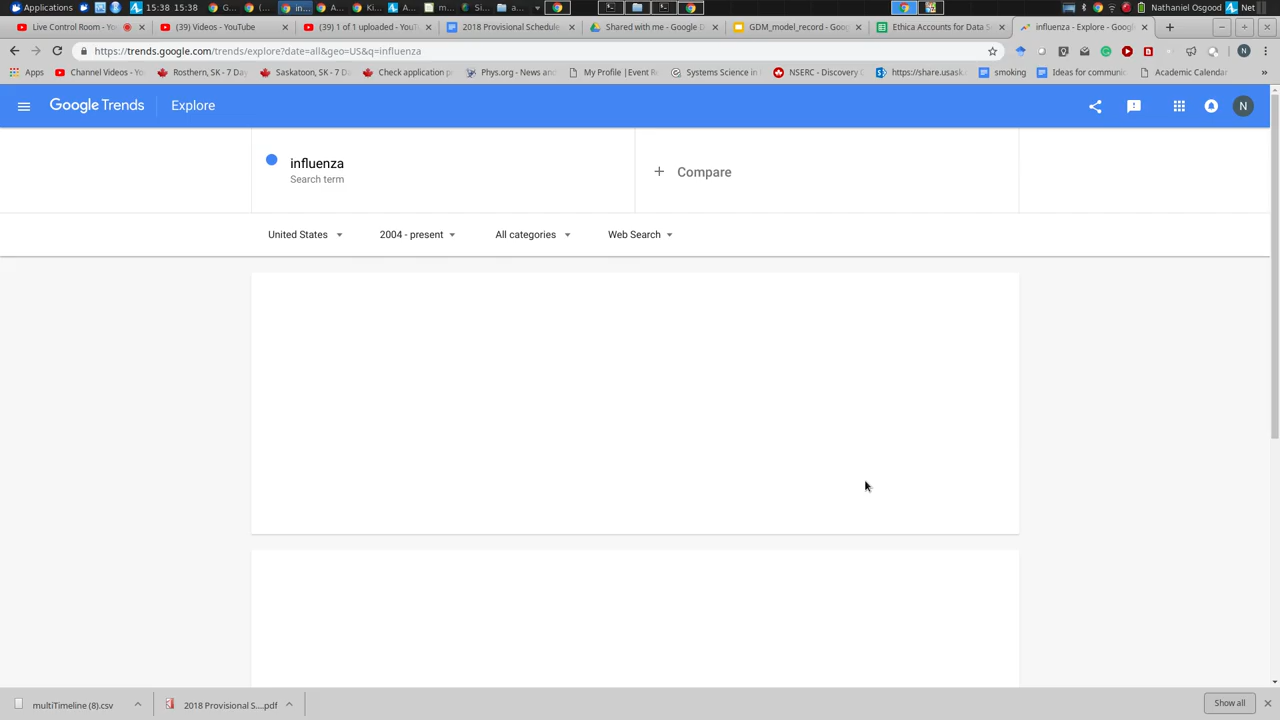 Applications 15:38 15:38 G... (... in... A... Ki... A... m... Si... a... Nathaniel Osgood Net
Live Control Room - Yo (39) Videos - YouTube (39) 1 of 1 uploaded - YouT 2018 Provisional Schedule Shared with me - Google D GDM_model_record - Goog Ethica Accounts for Data S influenza - Explore - Goog
https://trends.google.com/trends/explore?date=all&geo=US&q=influenza
Apps Channel Videos - Yo Rosthern, SK - 7 Day Saskatoon, SK - 7 D Check application p Phys.org - News and My Profile |Event R Systems Science in NSERC - Discovery G https://share.usask. smoking Ideas for communic Academic Calendar »
Google Trends Explore N
influenza
Search term
+ Compare
United States 2004 - present All categories Web Search
multiTimeline (8).csv 2018 Provisional S....pdf Show all